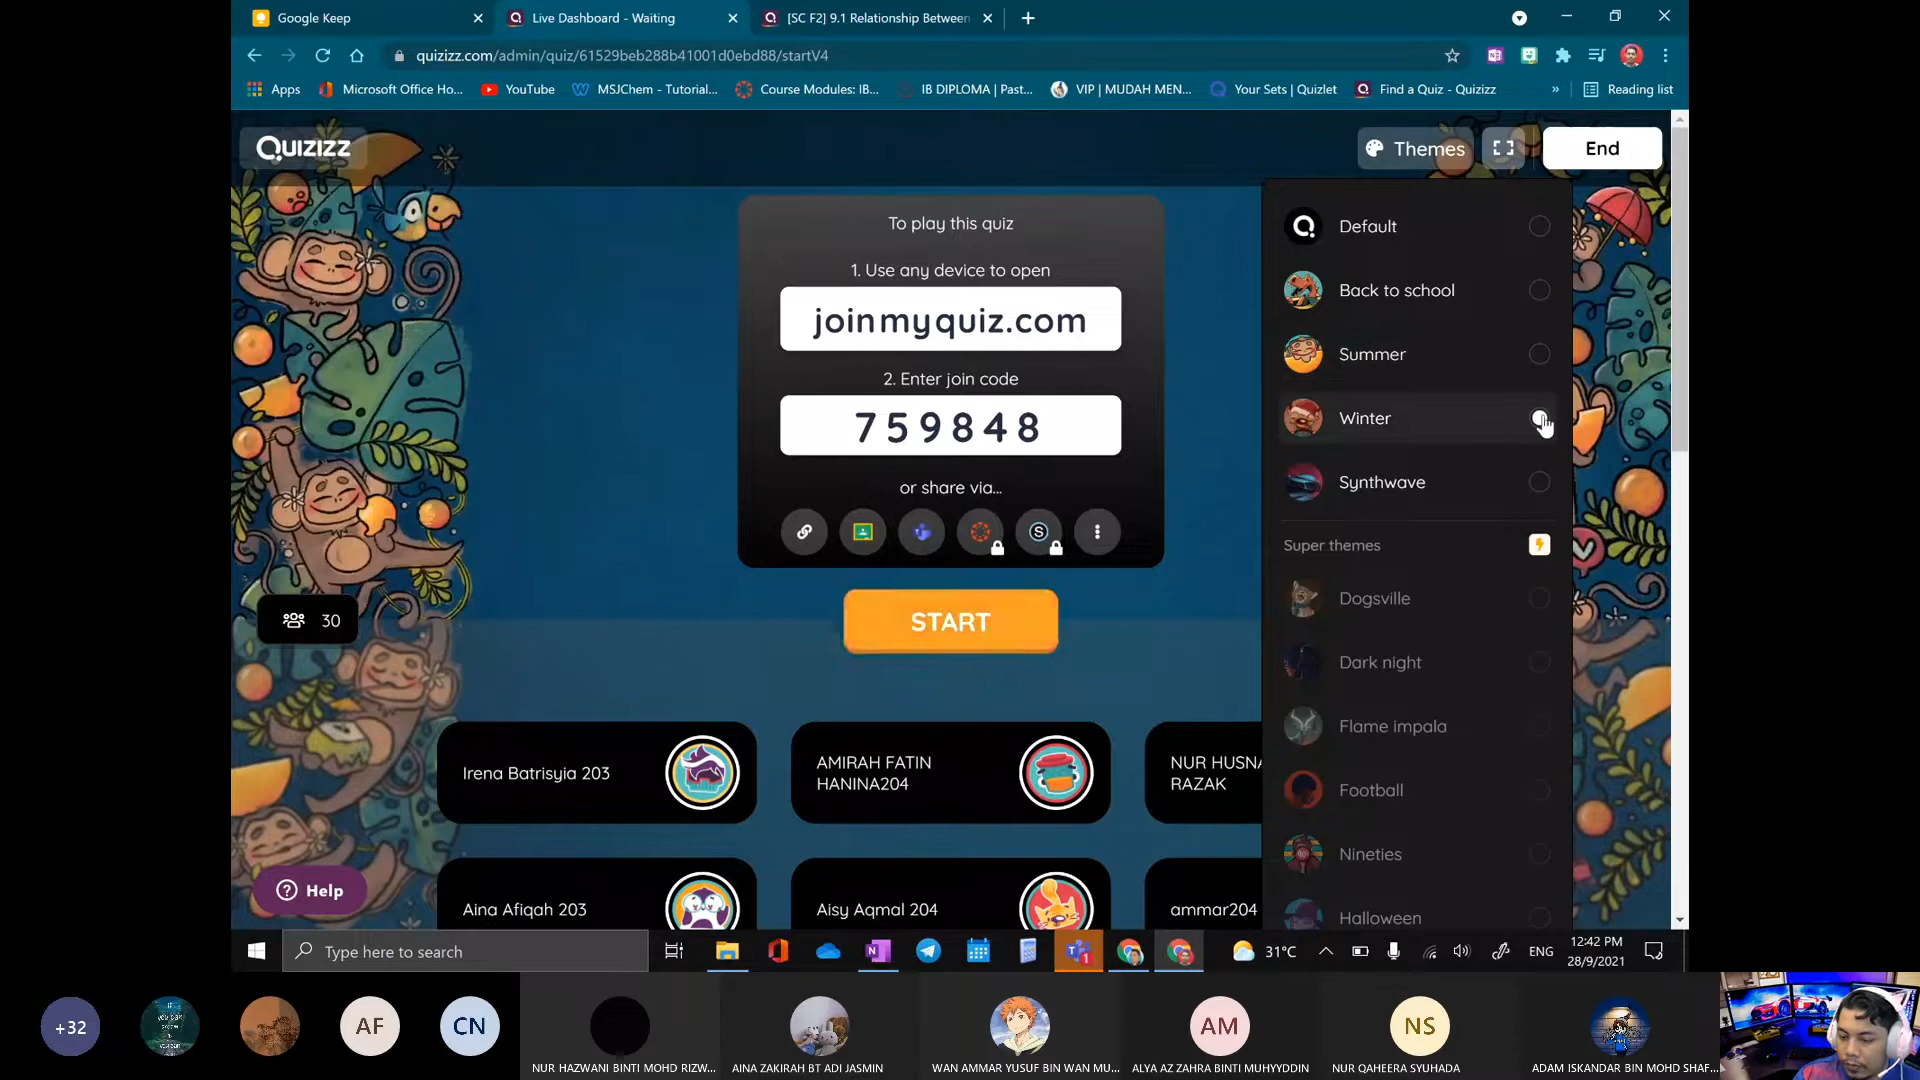 Google Keep
Live Dashboard - Waiting
[SC F2] 9.1 Relationship Between
quizizz.com/admin/quiz/61529beb288b41001d0ebd88/startV4
Apps
Microsoft Office Ho...
YouTube
MSJChem - Tutorial...
Course Modules: IB...
IB DIPLOMA | Past...
VIP | MUDAH MEN...
Your Sets | Quizlet
Find a Quiz - Quizizz
»
Reading list
Quizizz
Themes
End
To play this quiz
1. Use any device to open
joinmyquiz.com
2. Enter join code
759848
or share via...
START
30
Default
Back to school
Summer
Winter
Synthwave
Super themes
Dogsville
Dark night
Flame impala
Football
Nineties
Halloween
Irena Batrisyia 203
AMIRAH FATIN
HANINA204
NUR HUSNA
RAZAK
Aina Afiqah 203
Aisy Aqmal 204
ammar204
Help
Type here to search
31°C
ENG
12:42 PM
28/9/2021
+32
AF
CN
AM
NS
NUR HAZWANI BINTI MOHD RIZW...
AINA ZAKIRAH BT ADI JASMIN
WAN AMMAR YUSUF BIN WAN MU...
ALYA AZ ZAHRA BINTI MUHYYDDIN
NUR QAHEERA SYUHADA
ADAM ISKANDAR BIN MOHD SHAF...